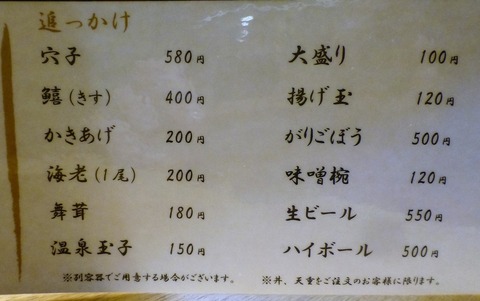 追っかけ
穴子 580円
鱚(きす) 400円
かきあげ 200円
海老(1尾) 200円
舞茸 180円
温泉玉子 150円
※別容器でご用意する場合がございます。
大盛り 100円
揚げ玉 120円
がりごぼう 500円
味噌椀 120円
生ビール 550円
ハイボール 500円
※丼、天重をご注文のお客様に限ります。